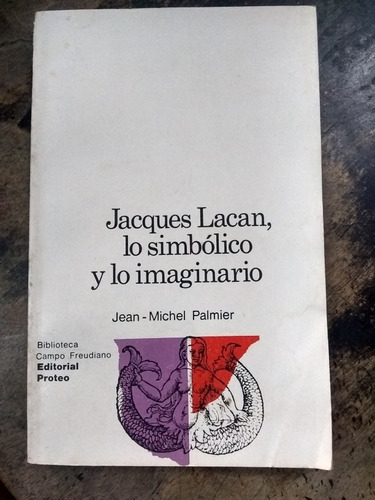 Jacques Lacan,
lo simbólico
y lo imaginario
Jean-Michel Palmier
Biblioteca
Campo Freudiano
Editorial
Proteo